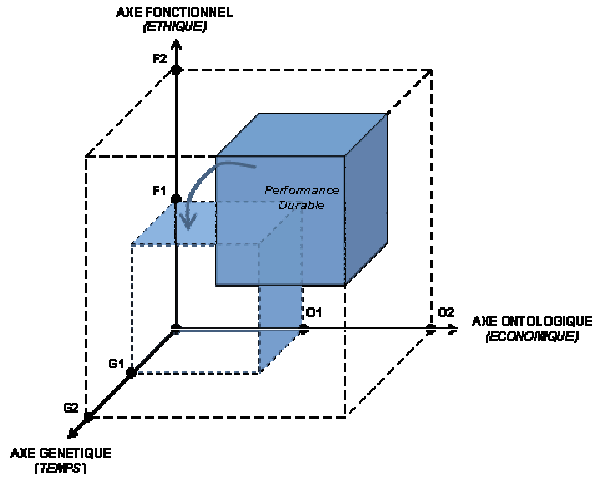 AXE FONCTIONNEL
(ETHIQUE)
F2
F1
Performance
Durable
O1
O2
AXE ONTOLOGIQUE
(ECONOMIQUE)
G1
G2
AXE GENETIQUE
(TEMPS)